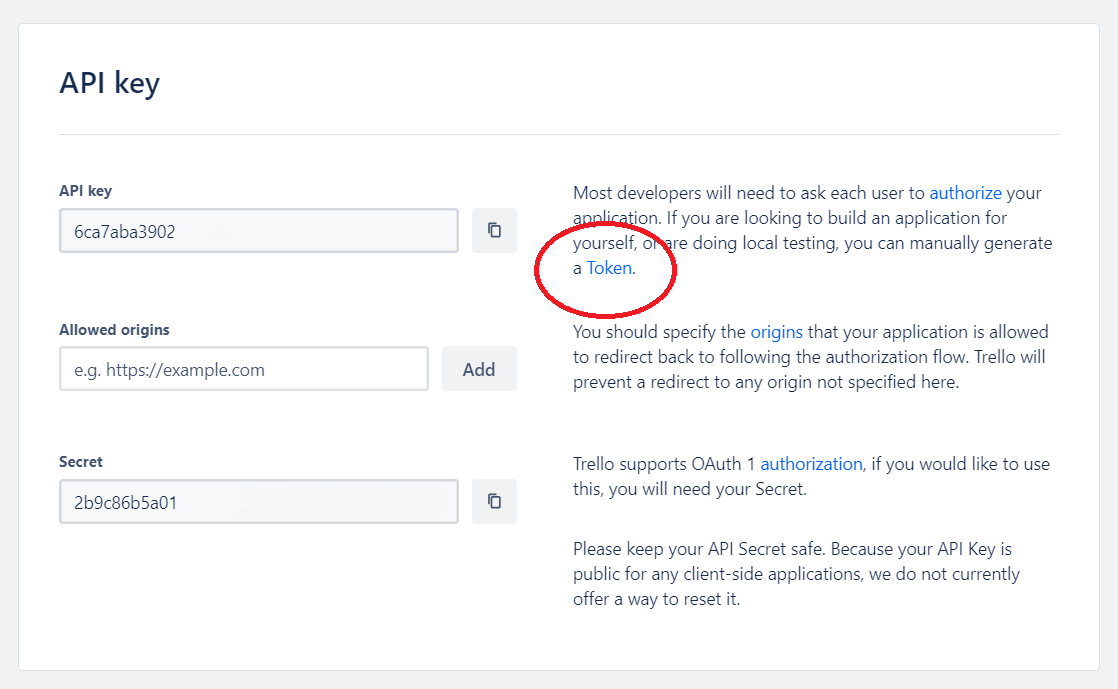 API key
API key
6ca7aba3902
Most developers will need to ask each user to authorize your
application. If you are looking to build an application for
yourself, or are doing local testing, you can manually generate
a Token.
Allowed origins
e.g. https://example.com
Add
You should specify the origins that your application is allowed
to redirect back to following the authorization flow. Trello will
prevent a redirect to any origin not specified here.
Secret
2b9c86b5a01
Trello supports OAuth 1 authorization, if you would like to use
this, you will need your Secret.
Please keep your API Secret safe. Because your API Key is
public for any client-side applications, we do not currently
offer a way to reset it.